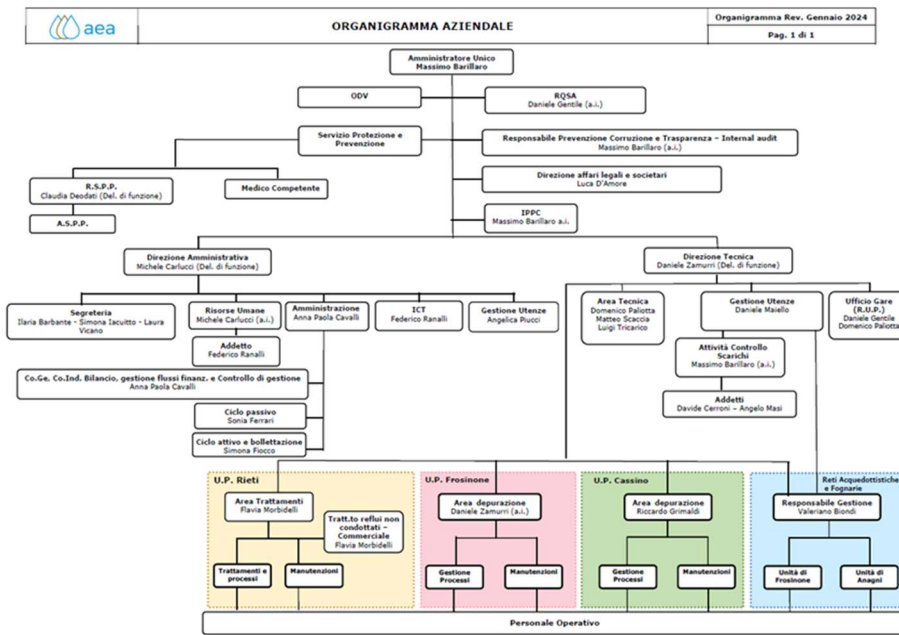 aea
ORGANIGRAMMA AZIENDALE
Organigramma Rev. Gennaio 2024
Pag. 1 di 1
Amministratore Unico
Massimo Barillaro
ODV
RQSA
Daniele Gentile (a.i.)
Servizio Protezione e
Prevenzione
Responsabile Prevenzione Corruzione e Trasparenza – Internal audit
Massimo Barillaro (a.i.)
R.S.P.P.
Claudia Deodati (Del. di funzione)
Medico Competente
Direzione affari legali e societari
Luca D'Amore
A.S.P.P.
IPPC
Massimo Barillaro a.i.
Direzione Amministrativa
Michele Carlucci (Del. di funzione)
Direzione Tecnica
Daniele Zamurri (Del. di funzione)
Segreteria
Ilaria Barbante - Simona Iacuitto - Laura
Vicano
Risorse Umane
Michele Carlucci (a.i.)
Amministrazione
Anna Paola Cavalli
ICT
Federico Ranalli
Gestione Utenze
Angelica Piucci
Area Tecnica
Domenico Paliotta
Matteo Scaccia
Luigi Tricarico
Gestione Utenze
Daniele Maiello
Ufficio Gare
(R.U.P.)
Daniele Gentile
Domenico Paliotta
Addetto
Federico Ranalli
Attività Controllo
Scarichi
Massimo Barillaro (a.i.)
Co.Ge, Co.Ind. Bilancio, gestione flussi finanz. e Controllo di gestione
Anna Paola Cavalli
Addetti
Davide Cerroni – Angelo Masi
Ciclo passivo
Sonia Ferrari
Ciclo attivo e bollettazione
Simona Fiocco
U.P. Rieti
Area Trattamenti
Flavia Morbidelli
Tratt.to reflui non
condottati –
Commerciale
Flavia Morbidelli
Trattamenti e
processi
Manutenzioni
U.P. Frosinone
Area depurazione
Daniele Zamurri (a.i.)
Gestione
Processi
Manutenzioni
U.P. Cassino
Area depurazione
Riccardo Grimaldi
Gestione
Processi
Manutenzioni
Reti Acquedottistiche
e Fognarie
Responsabile Gestione
Valeriano Biondi
Unità di
Frosinone
Unità di
Anagni
Personale Operativo